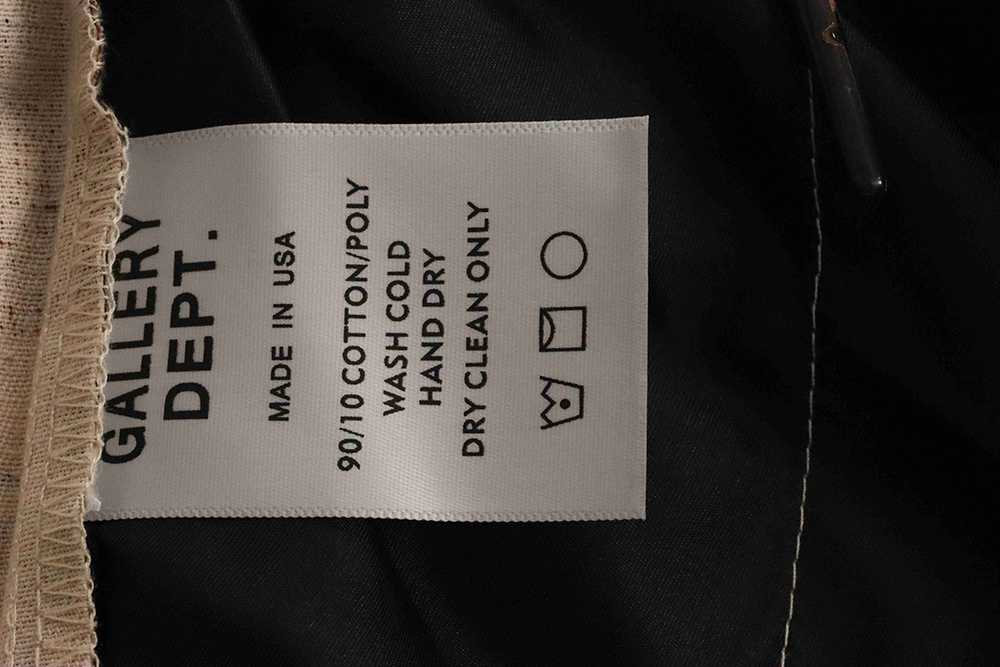 GALLERY
DEPT.
MADE IN USA
90/10 COTTON/POLY
WASH COLD
HAND DRY
DRY CLEAN ONLY